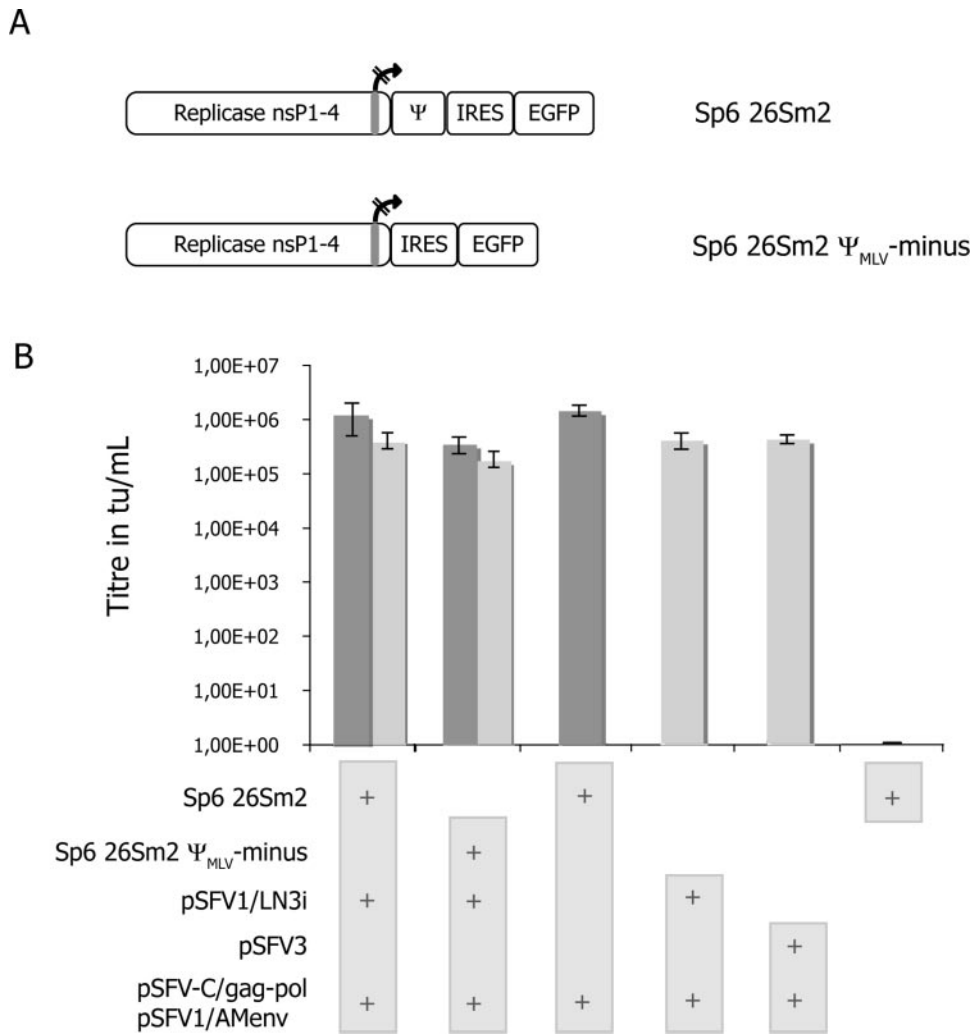 A
Replicase nsP1-4 Ψ IRES EGFP Sp6 26Sm2
Replicase nsP1-4 IRES EGFP Sp6 26Sm2 Ψ_MLV-minus
B
Titre in tu/mL
1,00E+07
1,00E+06
1,00E+05
1,00E+04
1,00E+03
1,00E+02
1,00E+01
1,00E+00
Sp6 26Sm2 + + +
Sp6 26Sm2 Ψ_MLV-minus +
pSFV1/LN3i + + +
pSFV3 +
pSFV-C/gag-pol
pSFV1/AMenv + + + + +